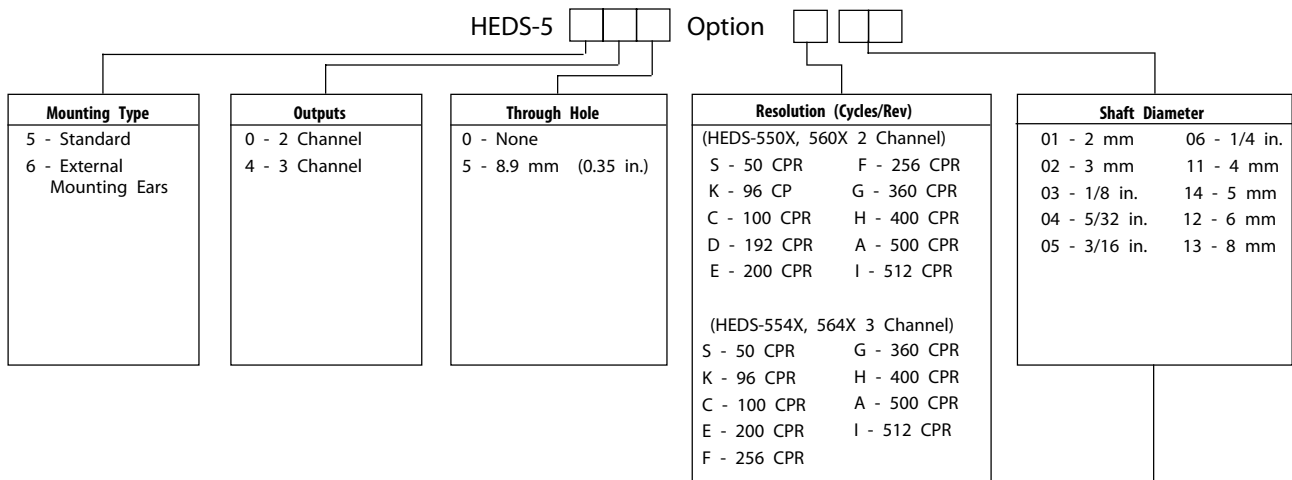 HEDS-5 Option
Mounting Type
5 - Standard
6 - External
Mounting Ears
Outputs
0 - 2 Channel
4 - 3 Channel
Through Hole
0 - None
5 - 8.9 mm (0.35 in.)
Resolution (Cycles/Rev)
(HEDS-550X, 560X 2 Channel)
S - 50 CPR F - 256 CPR
K - 96 CP G - 360 CPR
C - 100 CPR H - 400 CPR
D - 192 CPR A - 500 CPR
E - 200 CPR I - 512 CPR
(HEDS-554X, 564X 3 Channel)
S - 50 CPR G - 360 CPR
K - 96 CPR H - 400 CPR
C - 100 CPR A - 500 CPR
E - 200 CPR I - 512 CPR
F - 256 CPR
Shaft Diameter
01 - 2 mm 06 - 1/4 in.
02 - 3 mm 11 - 4 mm
03 - 1/8 in. 14 - 5 mm
04 - 5/32 in. 12 - 6 mm
05 - 3/16 in. 13 - 8 mm